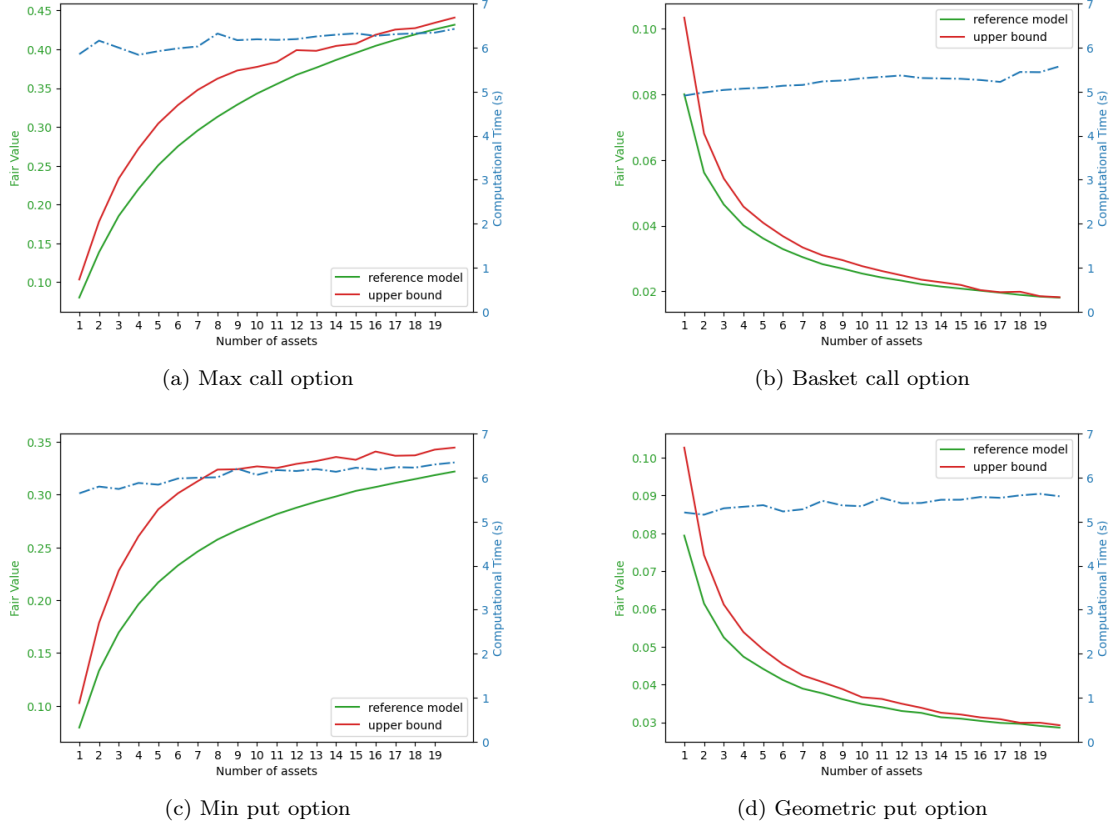 0.45
0.40
0.35
0.30
0.25
0.20
0.15
0.10
Fair Value
7
6
5
4
3
2
1
0
Computational Time (s)
reference model
upper bound
1 2 3 4 5 6 7 8 9 10 11 12 13 14 15 16 17 18 19
Number of assets
(a) Max call option
0.10
0.08
0.06
0.04
0.02
Fair Value
7
6
5
4
3
2
1
0
Computational Time (s)
reference model
upper bound
1 2 3 4 5 6 7 8 9 10 11 12 13 14 15 16 17 18 19
Number of assets
(b) Basket call option
0.35
0.30
0.25
0.20
0.15
0.10
Fair Value
7
6
5
4
3
2
1
0
Computational Time (s)
reference model
upper bound
1 2 3 4 5 6 7 8 9 10 11 12 13 14 15 16 17 18 19
Number of assets
(c) Min put option
0.10
0.09
0.08
0.07
0.06
0.05
0.04
0.03
Fair Value
7
6
5
4
3
2
1
0
Computational Time (s)
reference model
upper bound
1 2 3 4 5 6 7 8 9 10 11 12 13 14 15 16 17 18 19
Number of assets
(d) Geometric put option